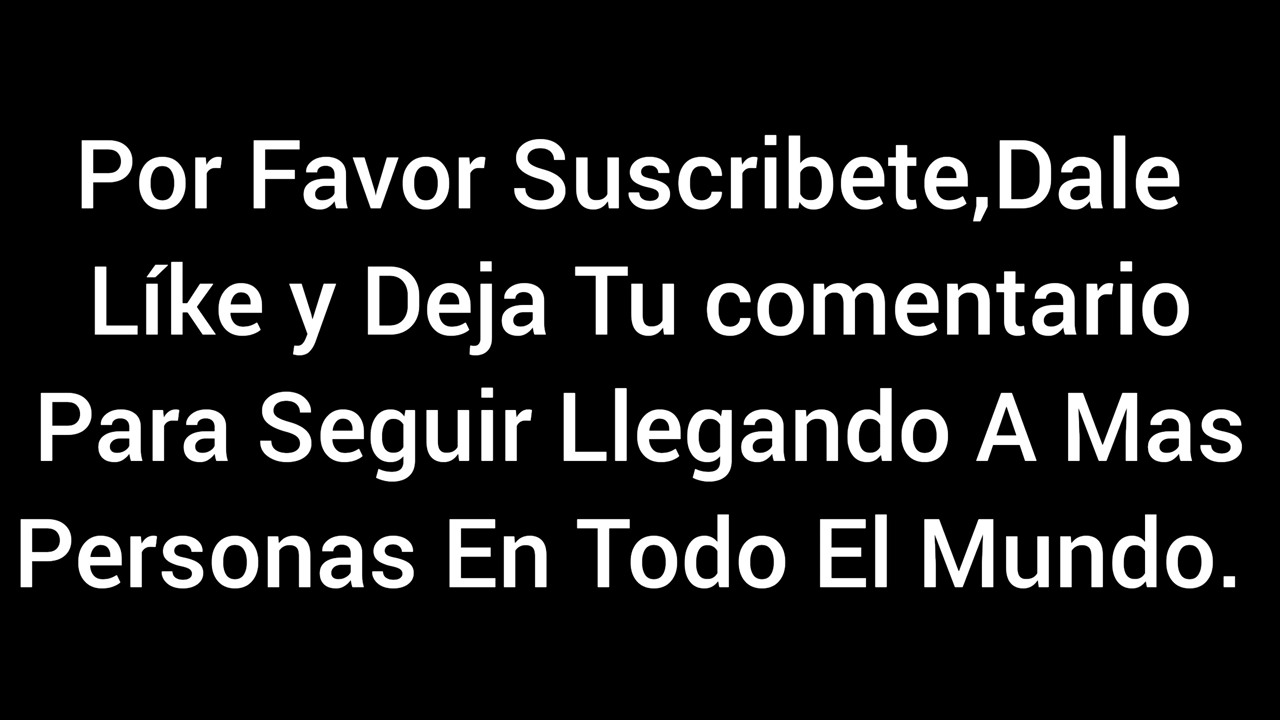 Por Favor Suscribete,Dale
Líke y Deja Tu comentario
Para Seguir Llegando A Mas
Personas En Todo El Mundo.